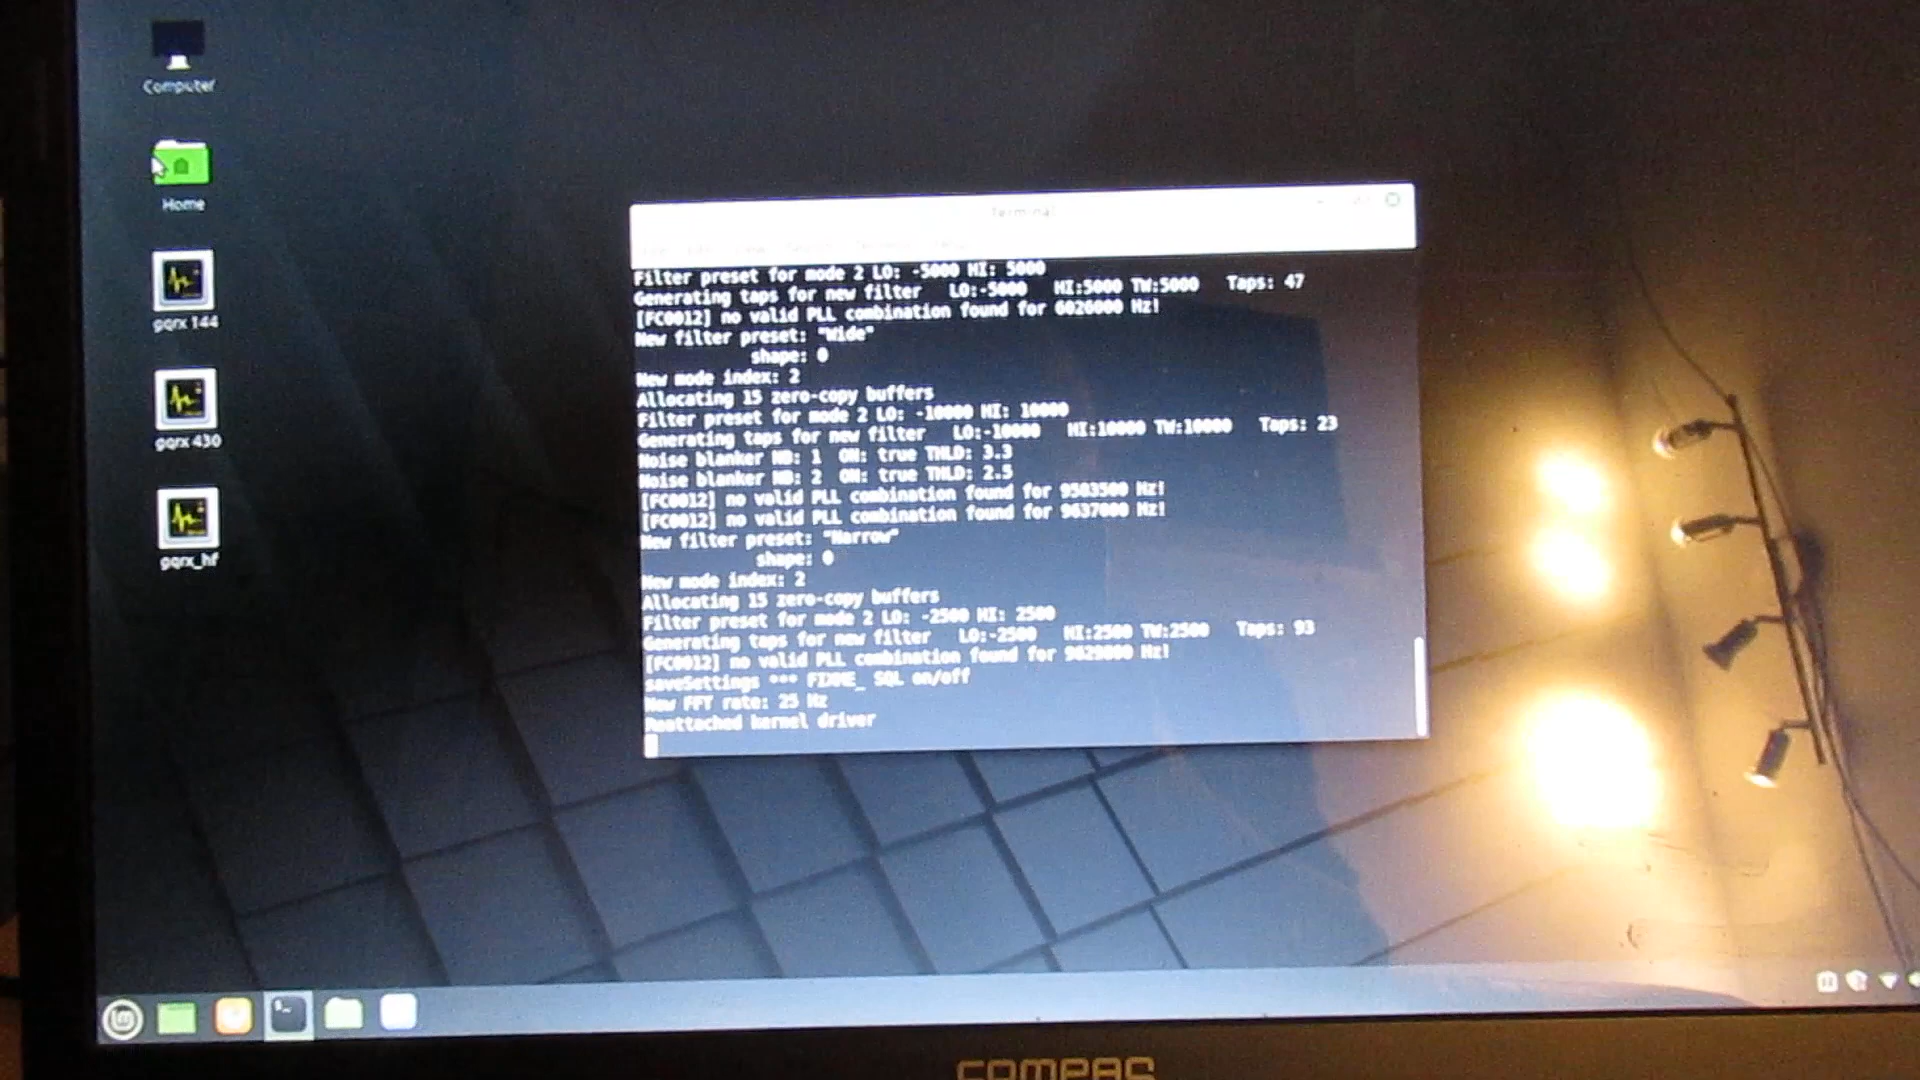 Computer
Home
gqrx 144
gqrx 430
gqrx_hf
Terminal
Filter preset for mode 2 LO: -5000 HI: 5000
Generating taps for new filter   LO:-5000   HI:5000 TW:5000   Taps: 47
[FC0012] no valid PLL combination found for 6026000 Hz!
New filter preset: "Wide"
shape: 0
New mode index: 2
Allocating 15 zero-copy buffers
Filter preset for mode 2 LO: -10000 HI: 10000
Generating taps for new filter   LO:-10000   HI:10000 TW:10000   Taps: 23
Noise blanker NB: 1  ON: true THLD: 3.3
Noise blanker NB: 2  ON: true THLD: 2.5
[FC0012] no valid PLL combination found for 9583500 Hz!
[FC0012] no valid PLL combination found for 9637000 Hz!
New filter preset: "Narrow"
shape: 0
New mode index: 2
Allocating 15 zero-copy buffers
Filter preset for mode 2 LO: -2500 HI: 2500
Generating taps for new filter   LO:-2500   HI:2500 TW:2500   Taps: 93
[FC0012] no valid PLL combination found for 9629800 Hz!
saveSettings *** FIXME_ SQL on/off
New FFT rate: 25 Hz
Reattached kernel driver
COMPAQ